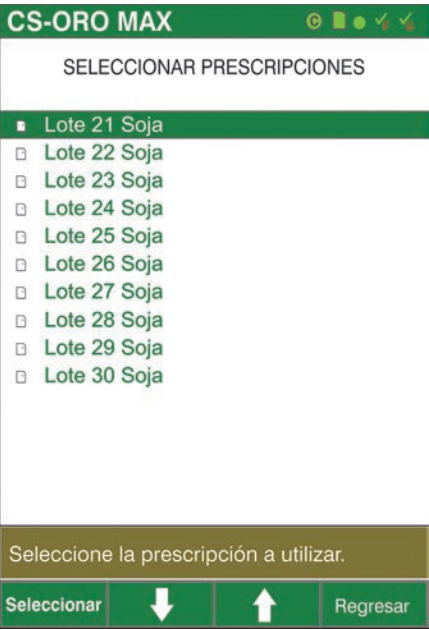 CS-ORO MAX ©
SELECCIONAR PRESCRIPCIONES
Lote 21 Soja
Lote 22 Soja
Lote 23 Soja
Lote 24 Soja
Lote 25 Soja
Lote 26 Soja
Lote 27 Soja
Lote 28 Soja
Lote 29 Soja
Lote 30 Soja
Seleccione la prescripción a utilizar.
Seleccionar Regresar